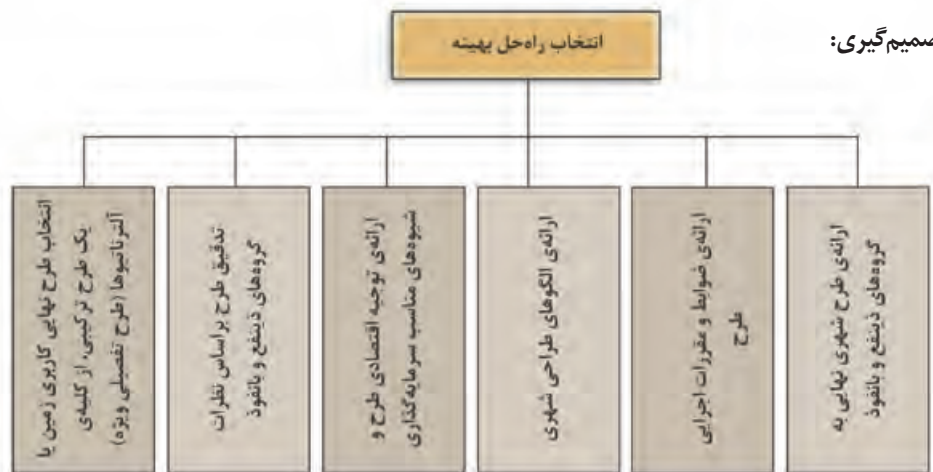 صمیم‌گیری:
انتخاب راه‌حل بهینه
ارائه‌ی طرح شهری نهایی به
گروه‌های ذینفع و بانفوذ
ارائه‌ی ضوابط و مقررات اجرایی
طرح
ارائه‌ی الگوهای طراحی شهری
ارائه‌ی توجیه اقتصادی طرح و
شیوه‌های مناسب سرمایه‌گذاری
تدقیق طرح براساس نظرات
گروه‌های ذینفع و بانفوذ
انتخاب طرح نهایی کاربری زمین یا
یک طرح ترکیبی، از کلیه‌ی
آلترناتیوها (طرح تفصیلی ویژه)